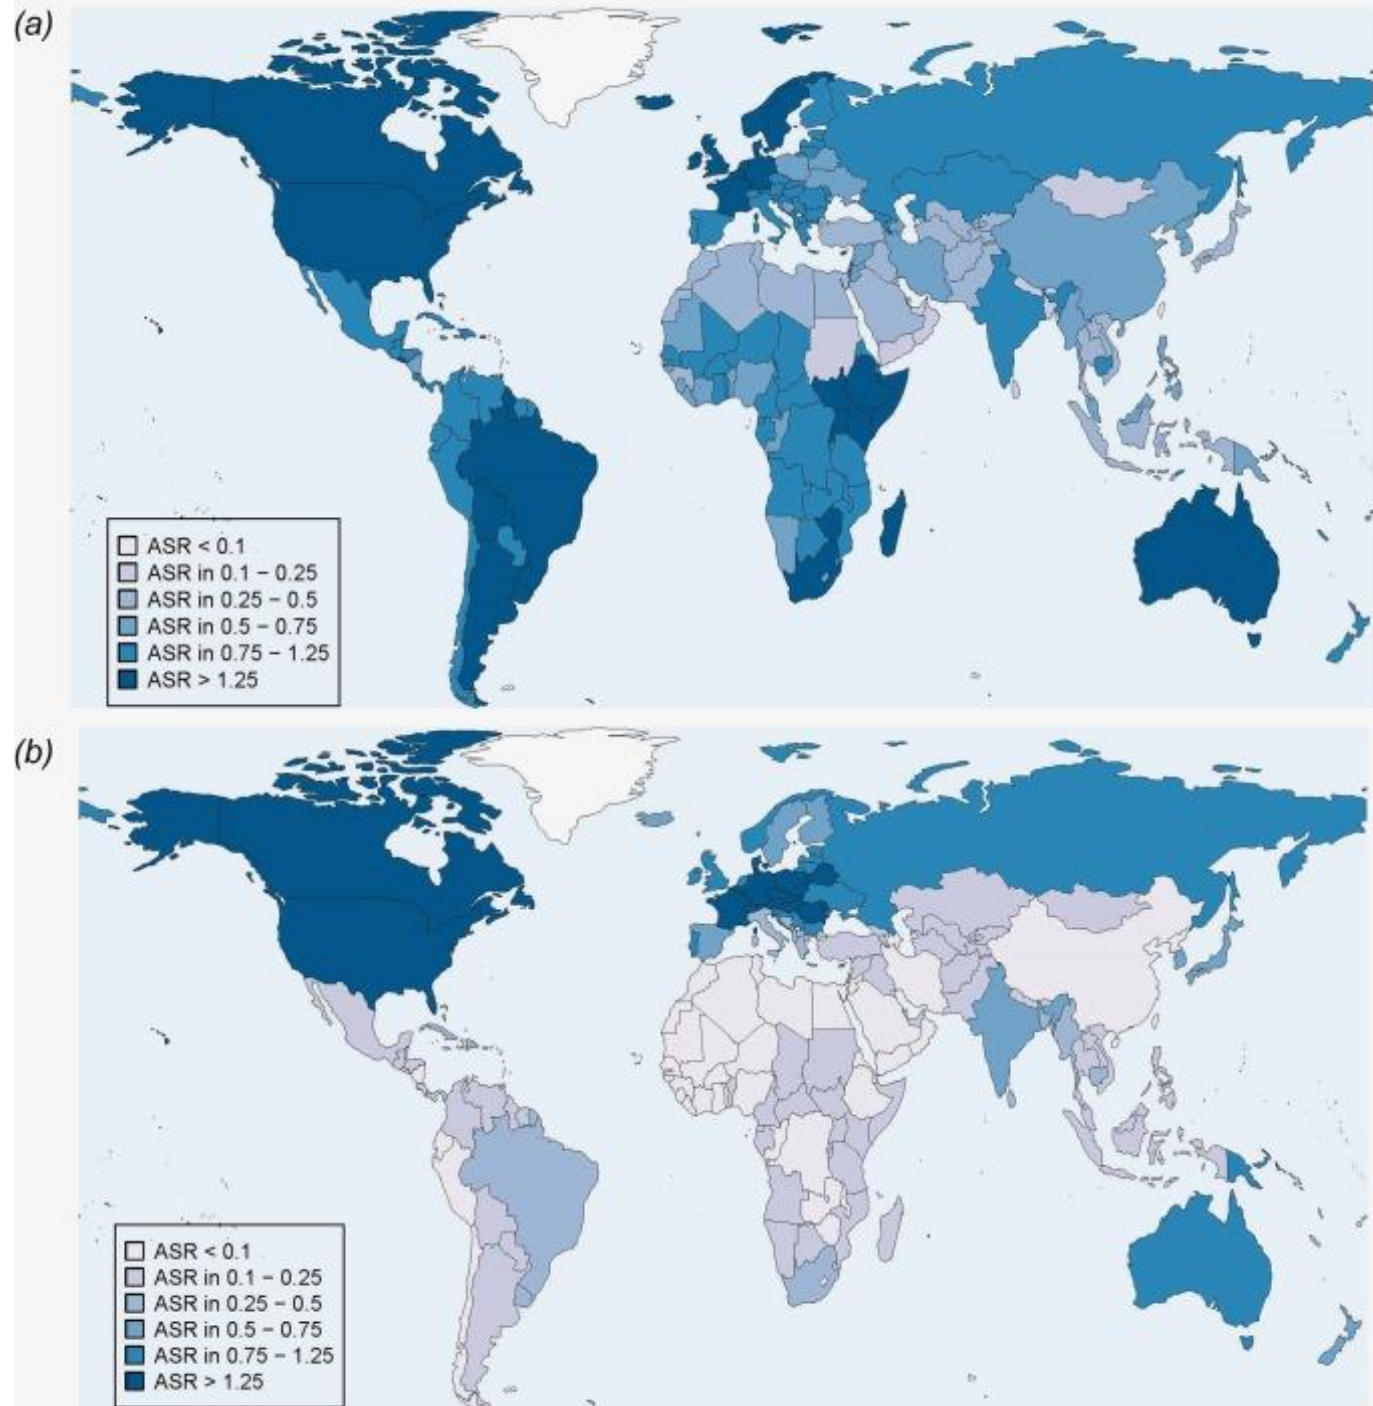 (a)
ASR < 0.1
ASR in 0.1 − 0.25
ASR in 0.25 − 0.5
ASR in 0.5 − 0.75
ASR in 0.75 − 1.25
ASR > 1.25
(b)
ASR < 0.1
ASR in 0.1 − 0.25
ASR in 0.25 − 0.5
ASR in 0.5 − 0.75
ASR in 0.75 − 1.25
ASR > 1.25